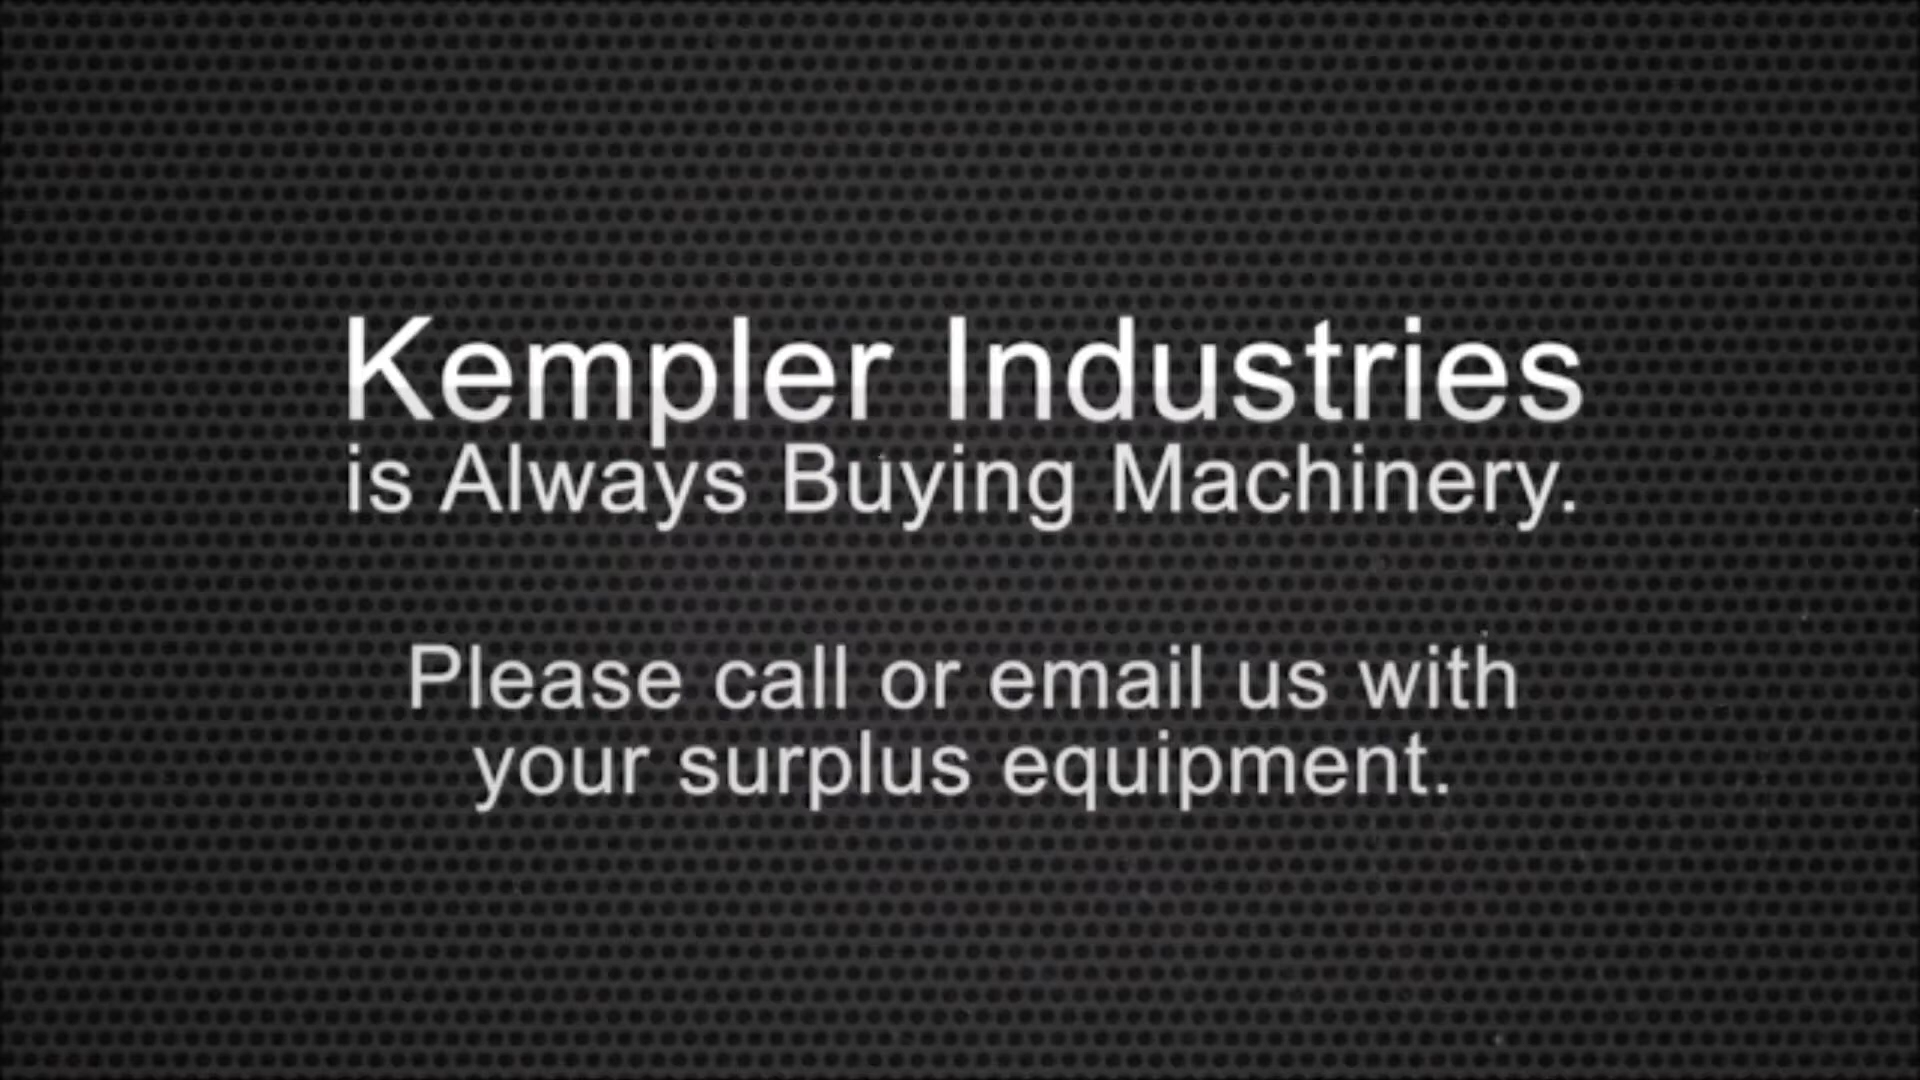 Kempler Industries
is Always Buying Machinery.
Please call or email us with
your surplus equipment.